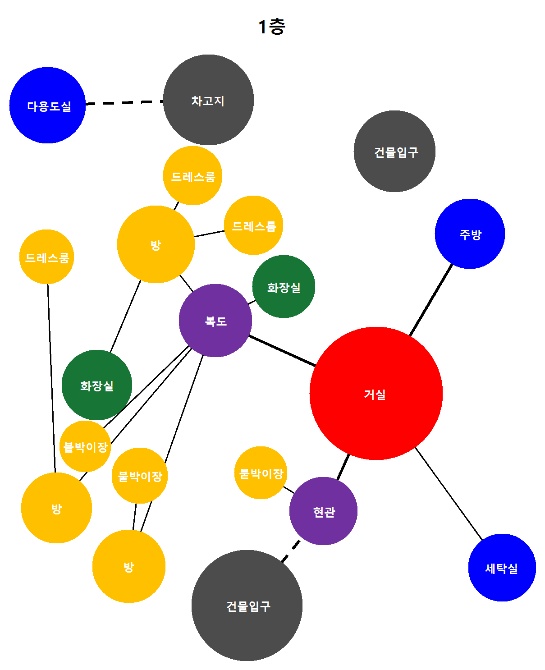 1층
다용도실
차고지
건물입구
드레스룸
드레스룸
주방
방
드레스룸
화장실
복도
화장실
거실
붙박이장
붙박이장
붙박이장
방
현관
방
세탁실
건물입구